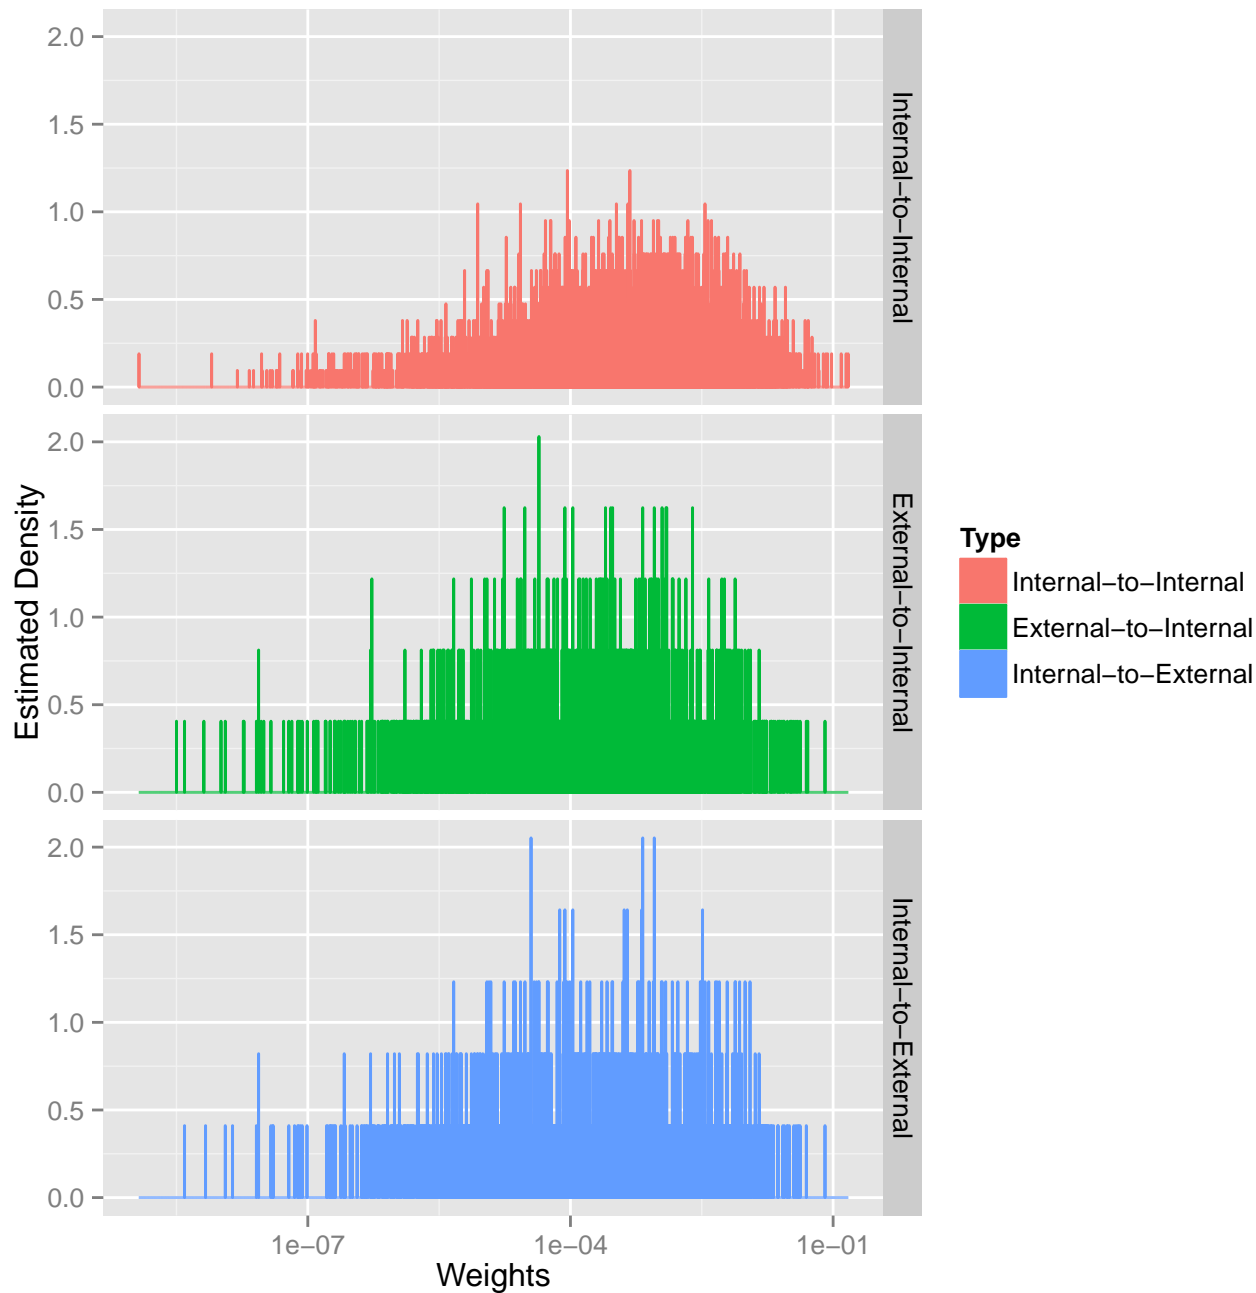 2.0
1.5
1.0
0.5
0.0
Internal−to−Internal
2.0
1.5
1.0
0.5
0.0
External−to−Internal
2.0
1.5
1.0
0.5
0.0
Internal−to−External
1e−07
1e−04
1e−01
Weights
Estimated Density
Type
Internal−to−Internal
External−to−Internal
Internal−to−External